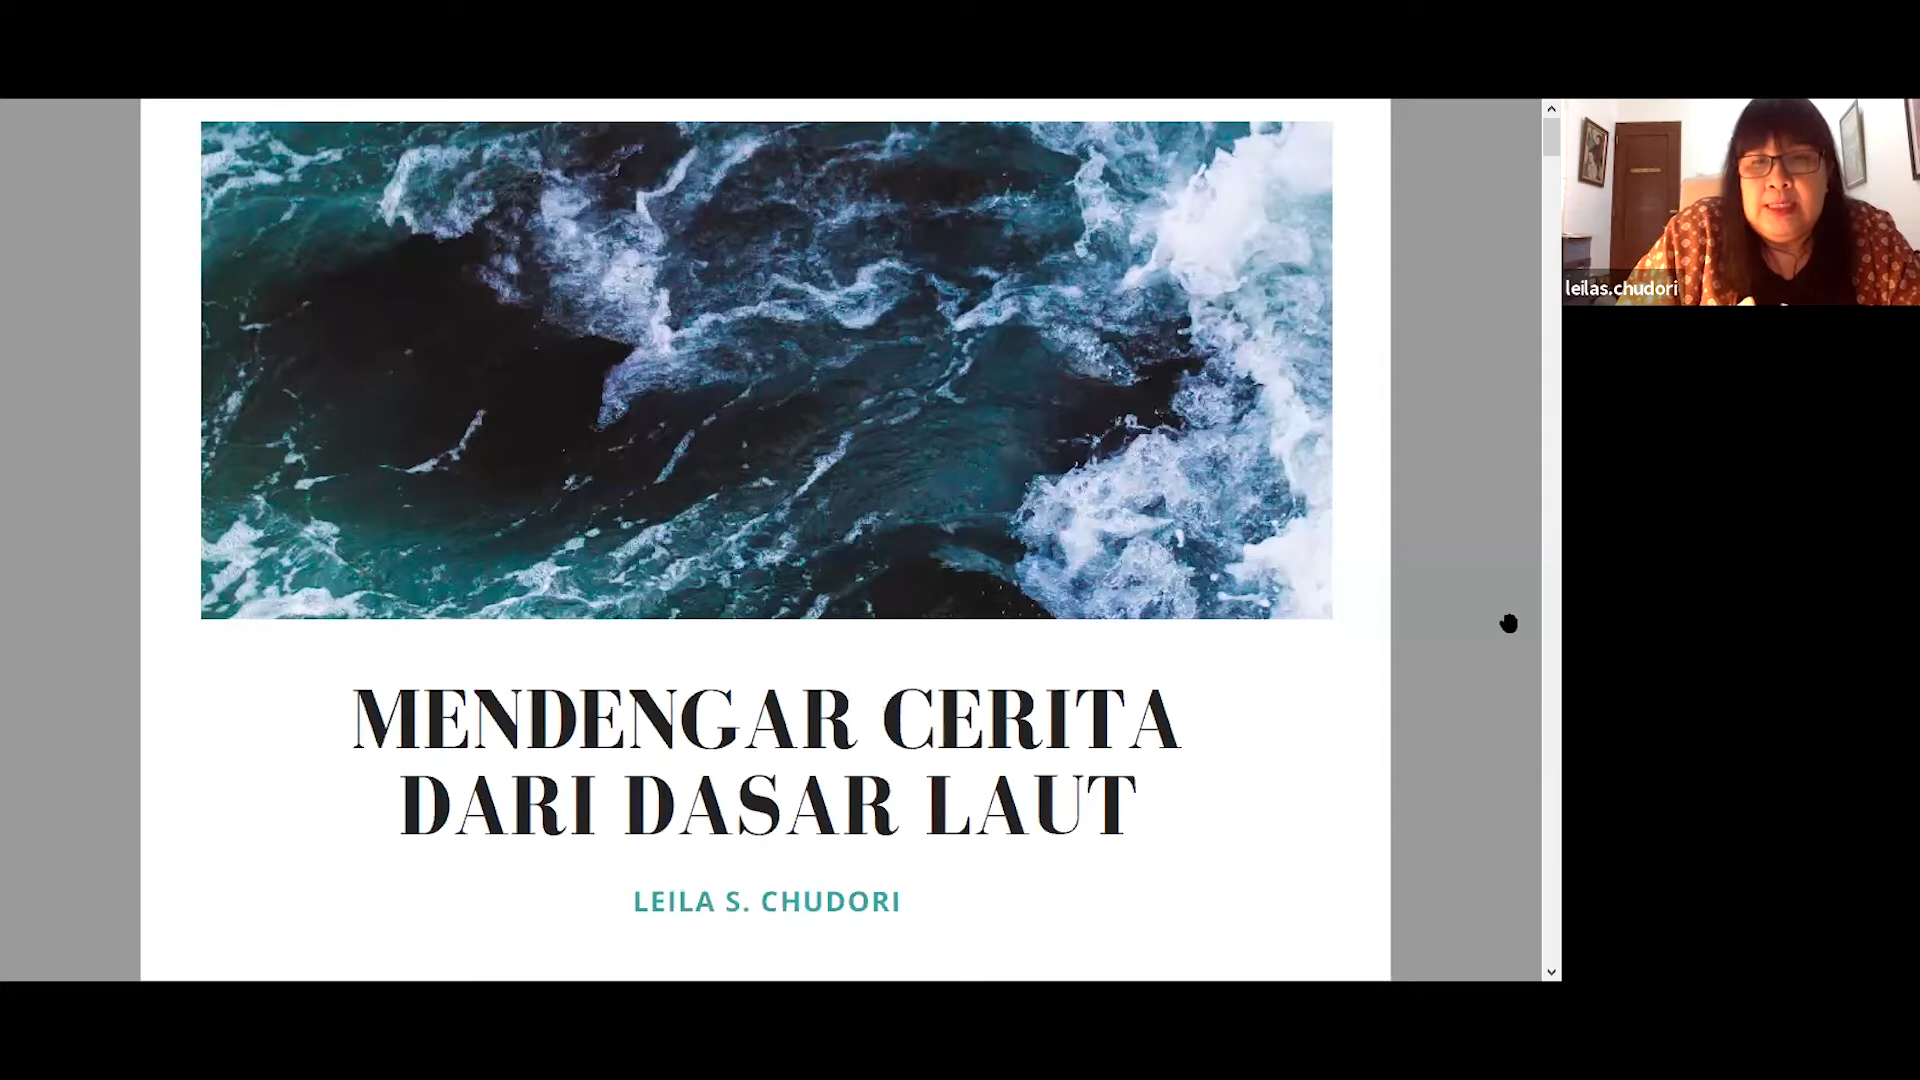 MENDENGAR CERITA
DARI DASAR LAUT
LEILA S. CHUDORI
leilas.chudori